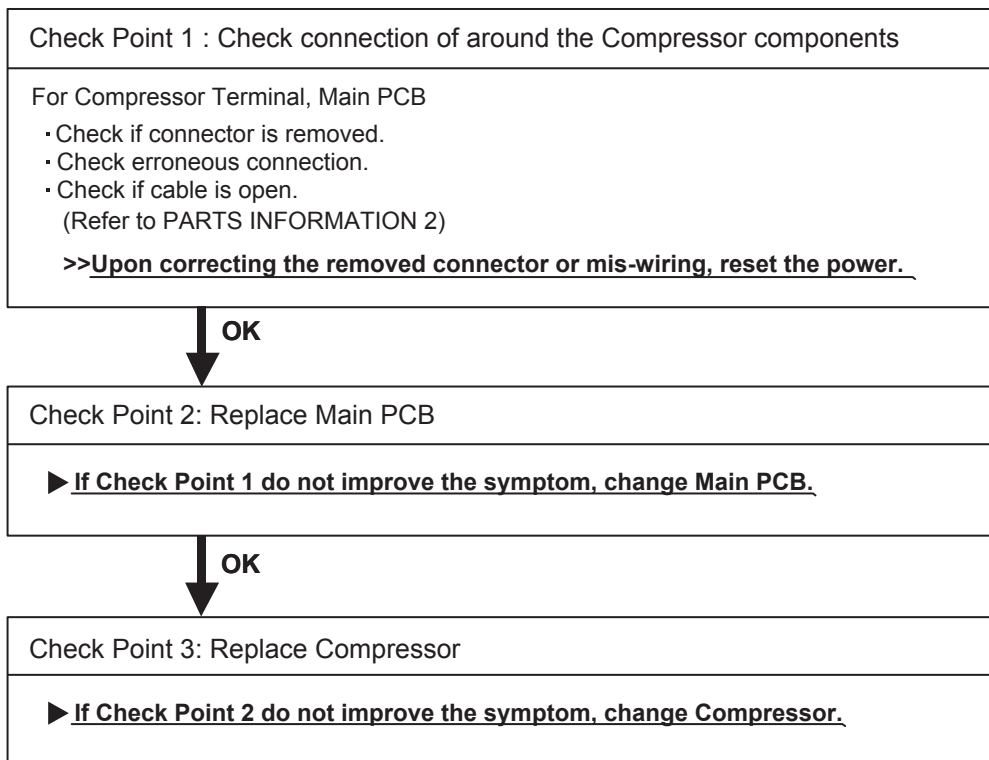 Check Point 1 : Check connection of around the Compressor components
For Compressor Terminal, Main PCB
・Check if connector is removed.
・Check erroneous connection.
・Check if cable is open.
(Refer to PARTS INFORMATION 2)
>>Upon correcting the removed connector or mis-wiring, reset the power.
OK
Check Point 2: Replace Main PCB
▶ If Check Point 1 do not improve the symptom, change Main PCB.
OK
Check Point 3: Replace Compressor
▶ If Check Point 2 do not improve the symptom, change Compressor.